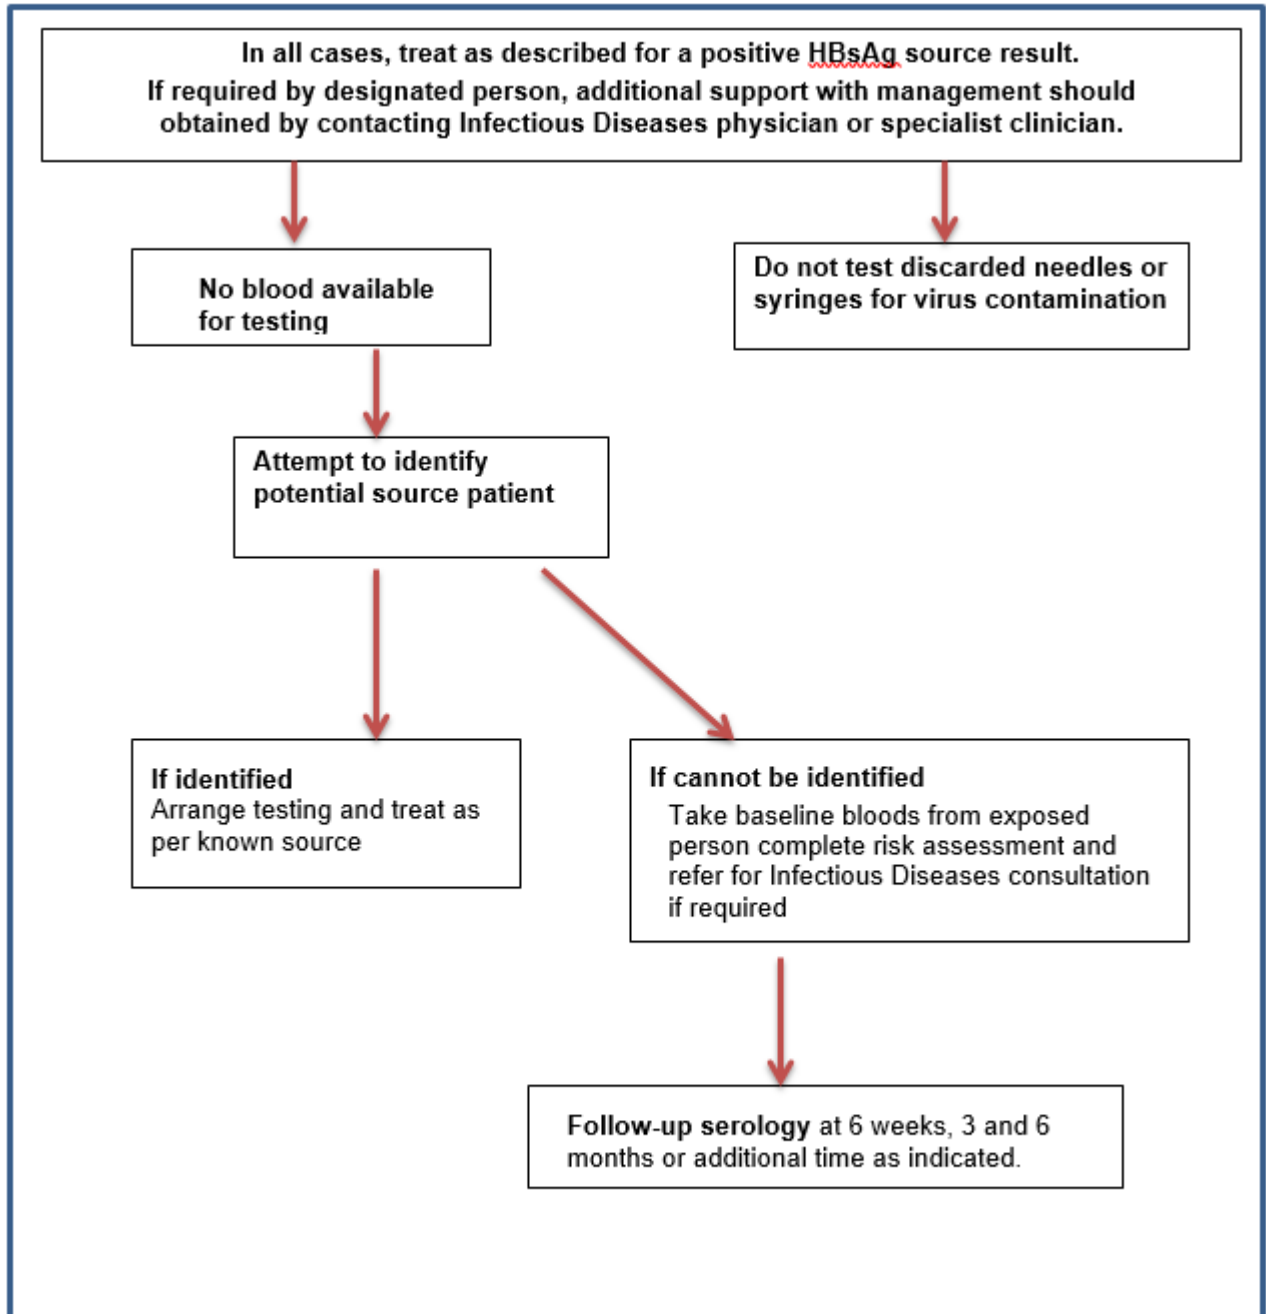 In all cases, treat as described for a positive HBsAg source result.
If required by designated person, additional support with management should
obtained by contacting Infectious Diseases physician or specialist clinician.
No blood available
for testing
Do not test discarded needles or
syringes for virus contamination
Attempt to identify
potential source patient
If identified
Arrange testing and treat as
per known source
If cannot be identified
Take baseline bloods from exposed
person complete risk assessment and
refer for Infectious Diseases consultation
if required
Follow-up serology at 6 weeks, 3 and 6
months or additional time as indicated.